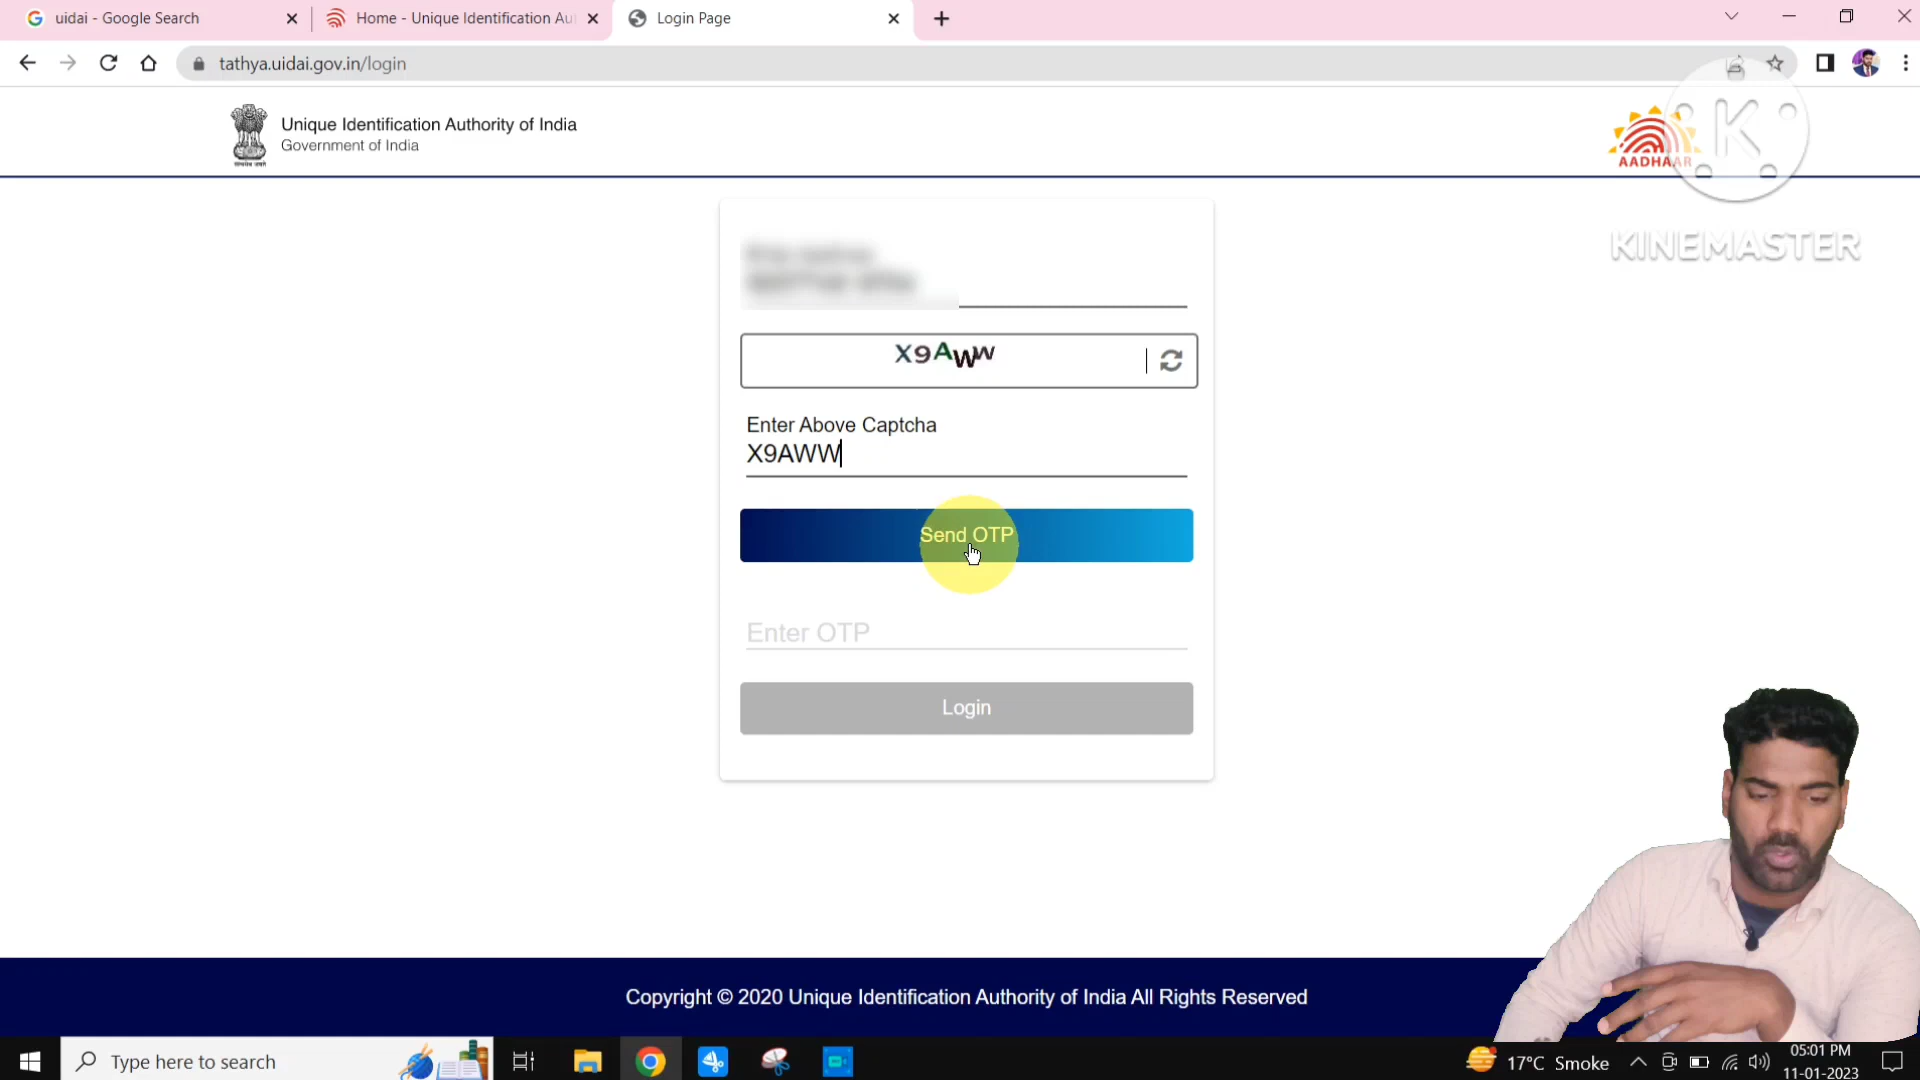 uidai - Google Search
Home - Unique Identification Au
Login Page
tathya.uidai.gov.in/login
Unique Identification Authority of India
Government of India
AADHAAR
K
KINEMASTER
X9AWW
Enter Above Captcha
X9AWW
Send OTP
Enter OTP
Login
Copyright © 2020 Unique Identification Authority of India All Rights Reserved
Type here to search
17°C Smoke
05:01 PM
11-01-2023